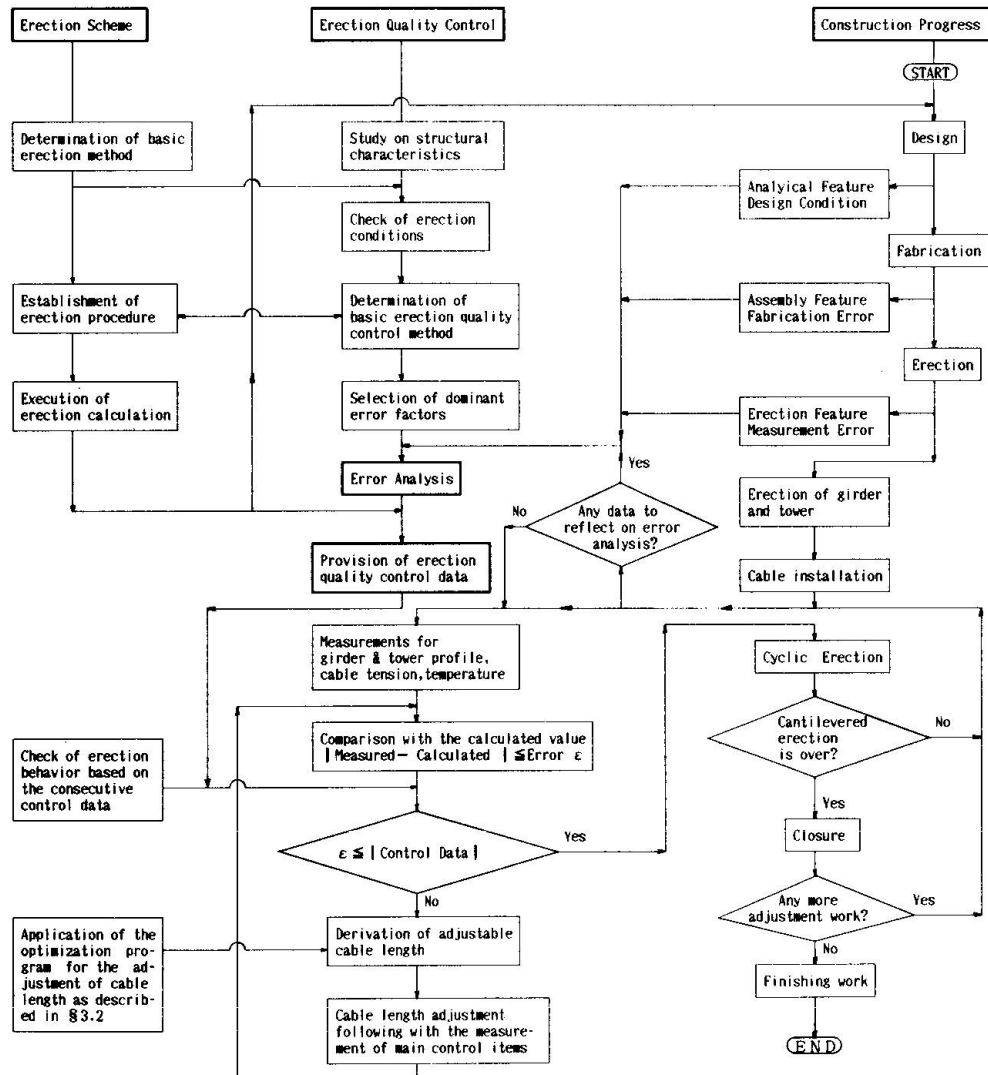 Erection Scheme
Erection Quality Control
Construction Progress
START
Determination of basic
erection method
Study on structural
characteristics
Design
Analyical Feature
Design Condition
Check of erection
conditions
Fabrication
Establishment of
erection procedure
Determination of
basic erection quality
control method
Assembly Feature
Fabrication Error
Erection
Execution of
erection calculation
Selection of dominant
error factors
Erection Feature
Measurement Error
Yes
Error Analysis
Erection of girder
and tower
No
Any data to
reflect on error
analysis?
Provision of erection
quality control data
Cable installation
Measurements for
girder & tower profile,
cable tension,temperature
Cyclic Erection
Cantilevered
erection
is over?
No
Comparison with the calculated value
|Measured− Calculated |≦Error ε
Check of erection
behavior based on
the consecutive
control data
Yes
Yes
Closure
ε≦|Control Data|
No
Any more
adjustment work?
Yes
Application of the
optimization pro-
gram for the ad-
justment of cable
length as describ-
ed in §3.2
Derivation of adjustable
cable length
No
Finishing work
Cable length adjustment
following with the measure-
ment of main control items
END